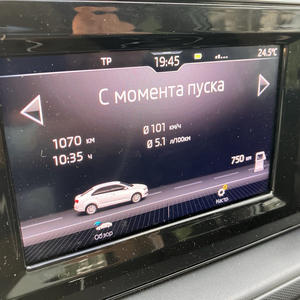 TP 19:45 24.5°C
С момента пуска
1070 км
10:35 ч
Ø 101 км/ч
Ø 5.1 л/100км
750 км
Обзор
Настр.